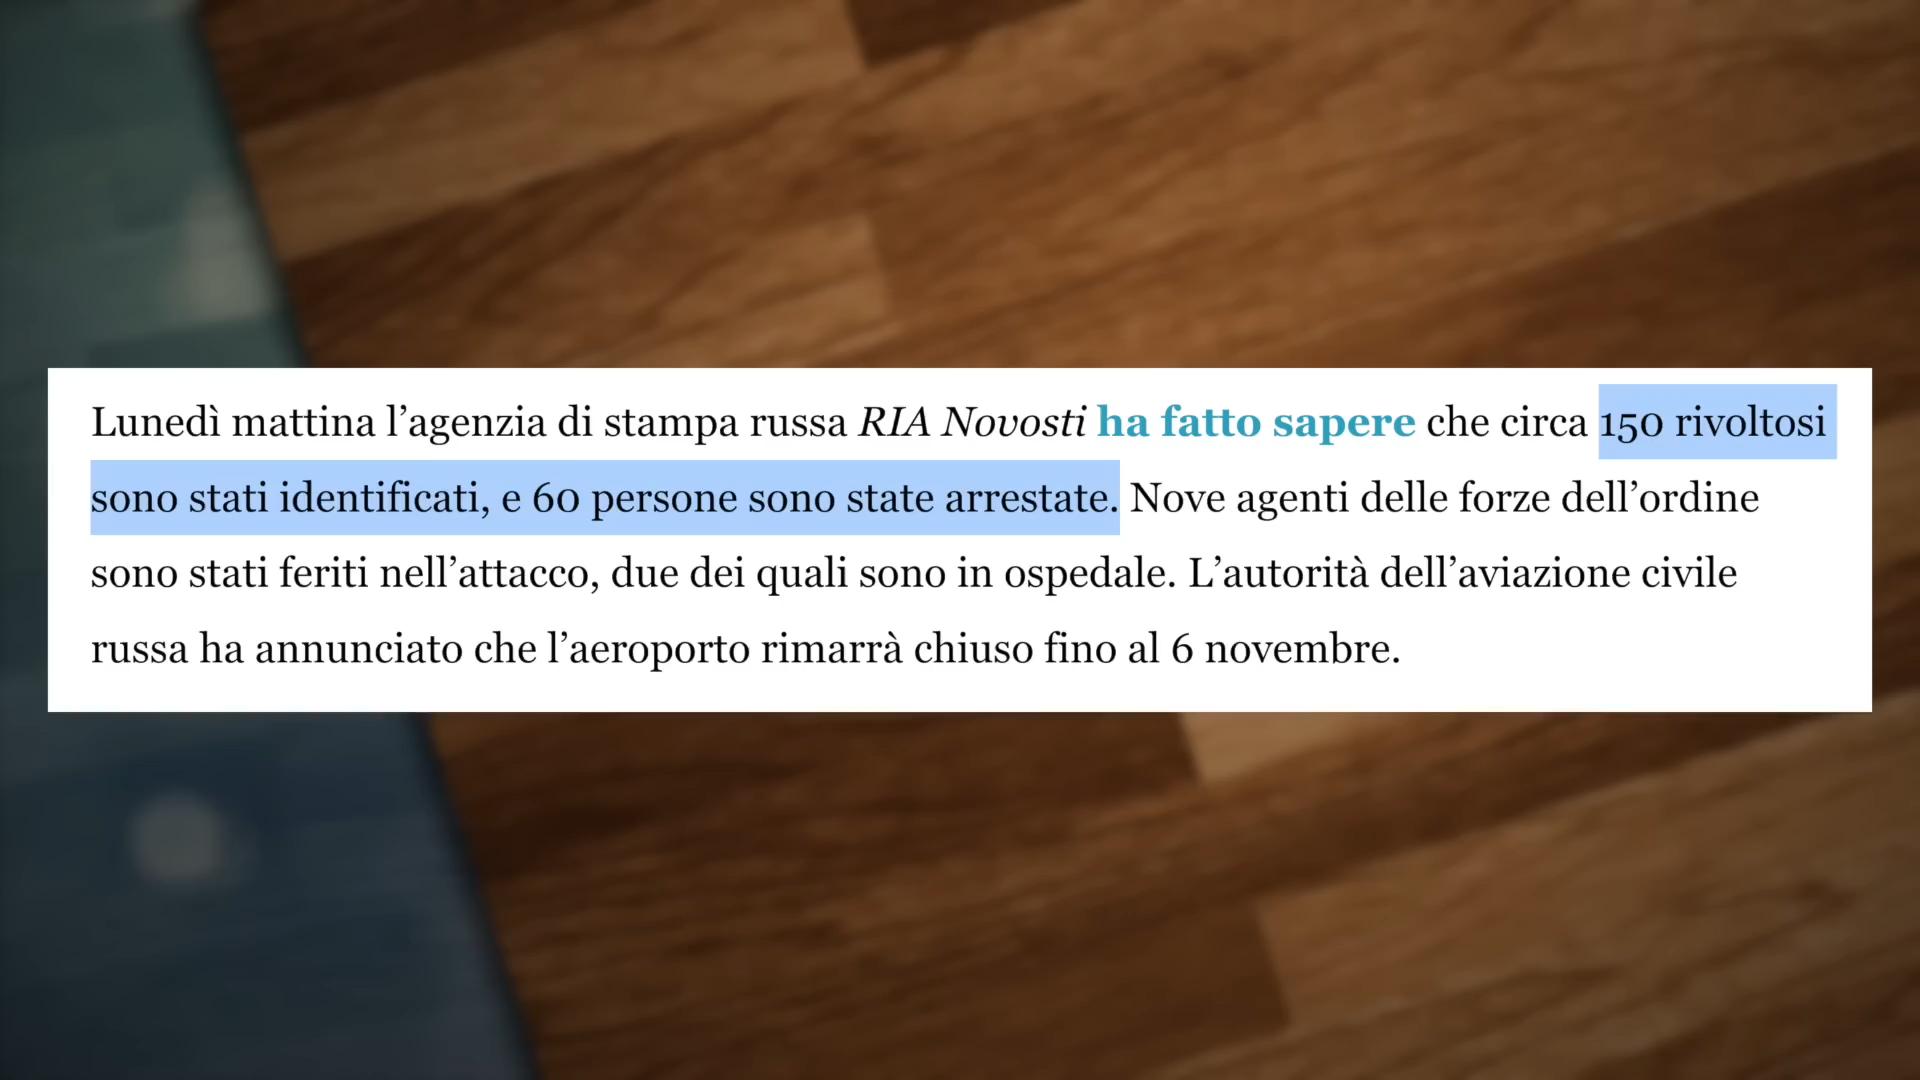 Lunedì mattina l’agenzia di stampa russa RIA Novosti ha fatto sapere che circa 150 rivoltosi
sono stati identificati, e 60 persone sono state arrestate. Nove agenti delle forze dell’ordine
sono stati feriti nell’attacco, due dei quali sono in ospedale. L’autorità dell’aviazione civile
russa ha annunciato che l’aeroporto rimarrà chiuso fino al 6 novembre.